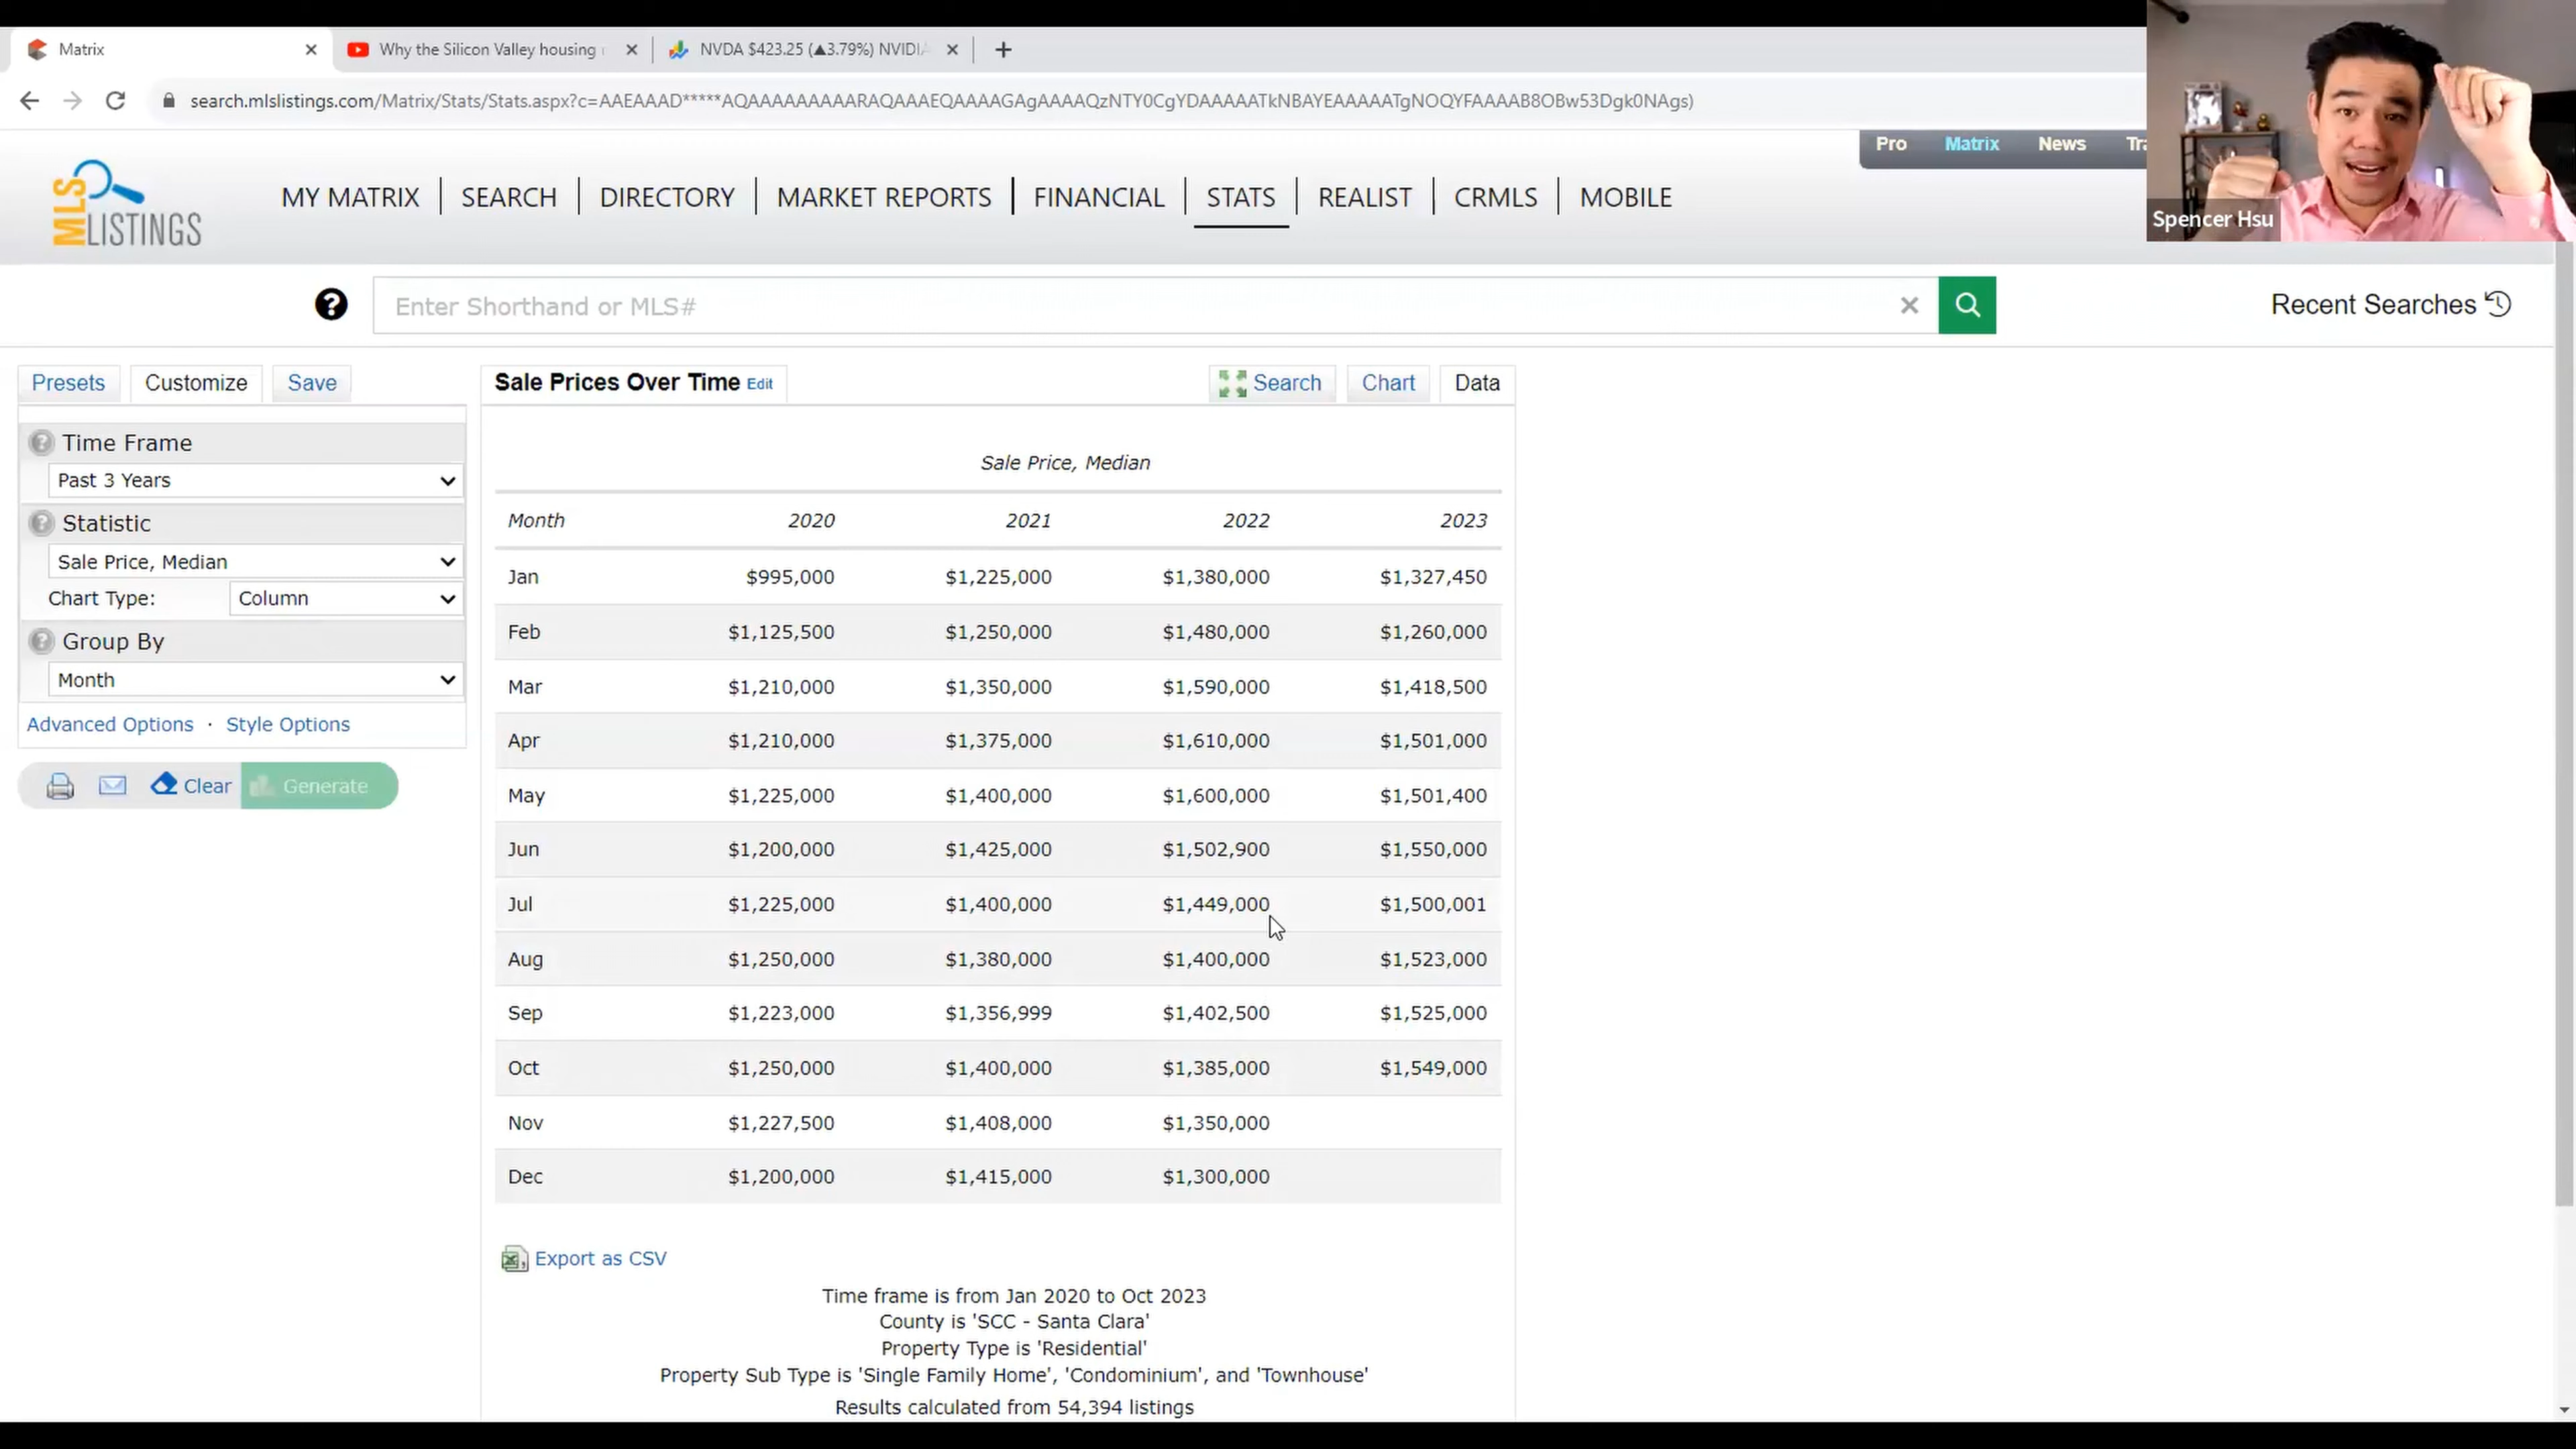 Matrix
Why the Silicon Valley housing
NVDA $423.25 (▲3.79%) NVIDIA
search.mlslistings.com/Matrix/Stats/Stats.aspx?c=AAEAAAD*****AQAAAAAAAAARAQAAAEQAAAAGAgAAAAQzNTY0CgYDAAAAATkNBAYEAAAAATgNOQYFAAAAB8OBw53Dgk0NAgs)
Pro Matrix News Tra
MLS LISTINGS
MY MATRIX SEARCH DIRECTORY MARKET REPORTS FINANCIAL STATS REALIST CRMLS MOBILE
Spencer Hsu
Enter Shorthand or MLS#
Recent Searches
Presets Customize Save
Sale Prices Over Time Edit
Search Chart Data
Time Frame
Past 3 Years
Statistic
Sale Price, Median
Chart Type: Column
Group By
Month
Advanced Options · Style Options
Clear Generate
Sale Price, Median
Month 2020 2021 2022 2023
Jan $995,000 $1,225,000 $1,380,000 $1,327,450
Feb $1,125,500 $1,250,000 $1,480,000 $1,260,000
Mar $1,210,000 $1,350,000 $1,590,000 $1,418,500
Apr $1,210,000 $1,375,000 $1,610,000 $1,501,000
May $1,225,000 $1,400,000 $1,600,000 $1,501,400
Jun $1,200,000 $1,425,000 $1,502,900 $1,550,000
Jul $1,225,000 $1,400,000 $1,449,000 $1,500,001
Aug $1,250,000 $1,380,000 $1,400,000 $1,523,000
Sep $1,223,000 $1,356,999 $1,402,500 $1,525,000
Oct $1,250,000 $1,400,000 $1,385,000 $1,549,000
Nov $1,227,500 $1,408,000 $1,350,000
Dec $1,200,000 $1,415,000 $1,300,000
Export as CSV
Time frame is from Jan 2020 to Oct 2023
County is 'SCC - Santa Clara'
Property Type is 'Residential'
Property Sub Type is 'Single Family Home', 'Condominium', and 'Townhouse'
Results calculated from 54,394 listings